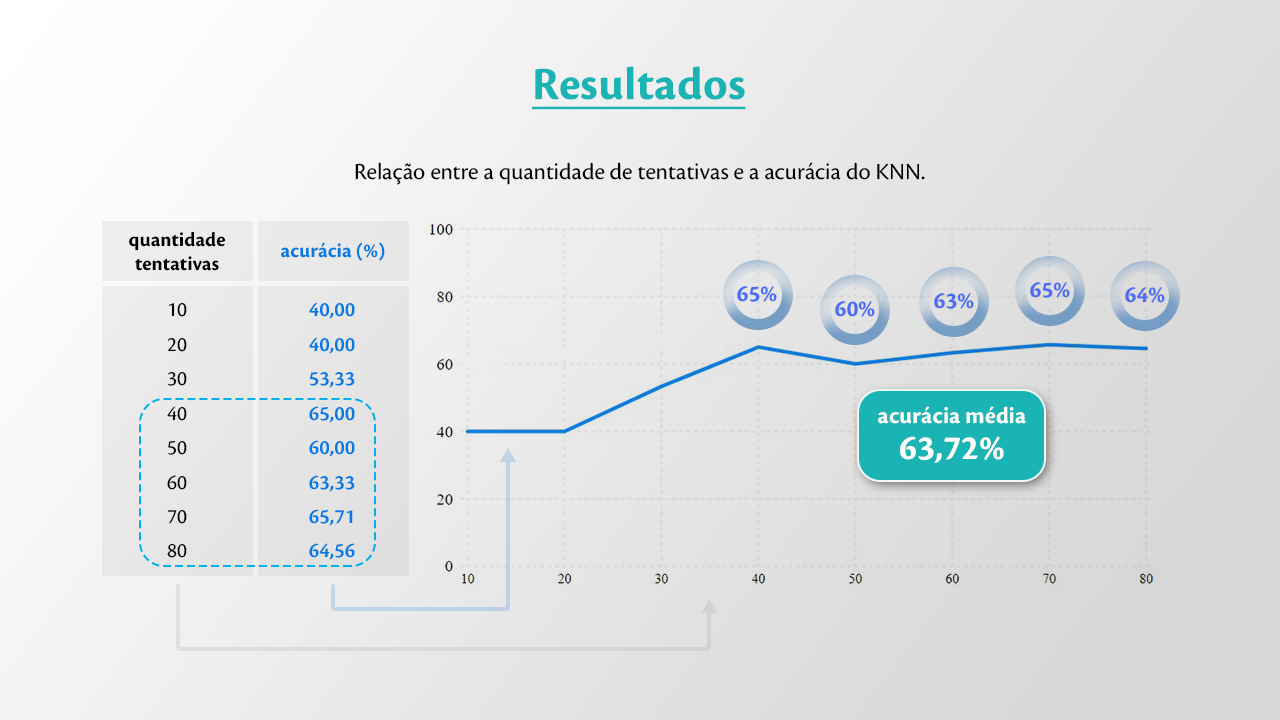 Resultados
Relação entre a quantidade de tentativas e a acurácia do KNN.
quantidade
tentativas
acurácia (%)
10 40,00
20 40,00
30 53,33
40 65,00
50 60,00
60 63,33
70 65,71
80 64,56
100
80
60
40
20
0
10 20 30 40 50 60 70 80
65% 60% 63% 65% 64%
acurácia média
63,72%